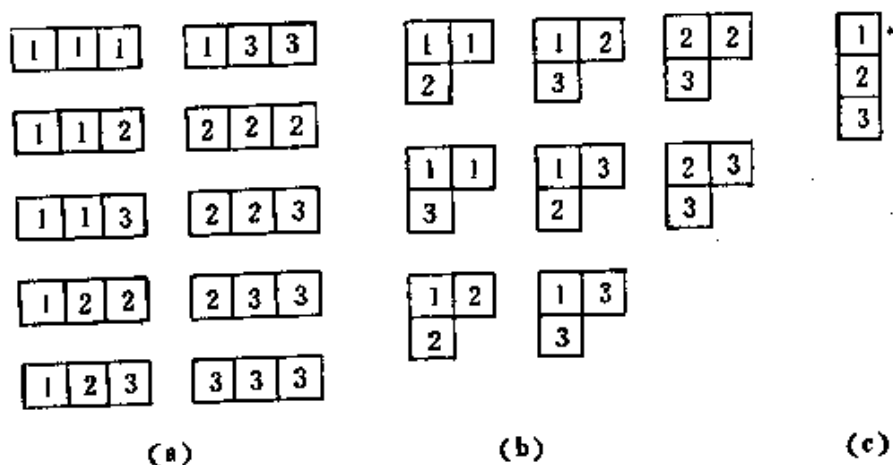 1 1 1 1 3 3 1 1 1 2 2 2 1
2 3 3 2
1 1 2 2 2 2 3
1 1 1 3 2 3
1 1 3 2 2 3 3 2 3
1 2 2 2 3 3 1 2 1 3
2 3
1 2 3 3 3 3
(a) (b) (c)